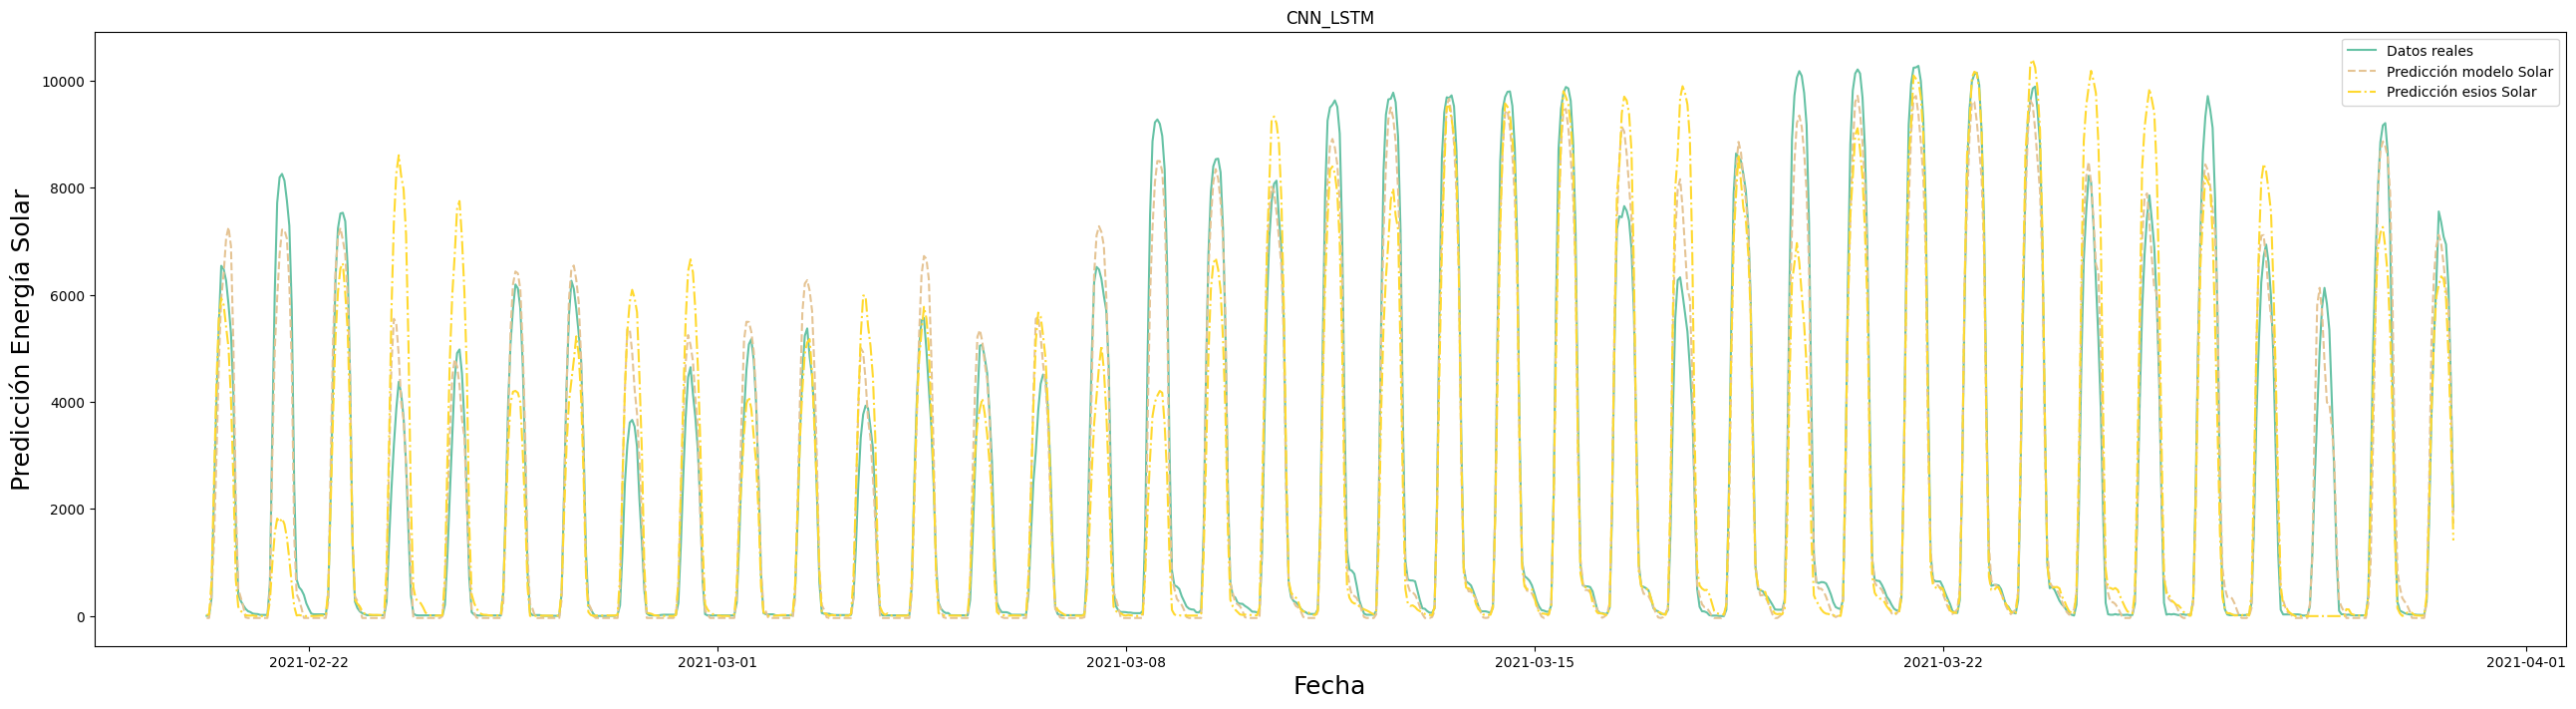 CNN_LSTM
Datos reales
Predicción modelo Solar
Predicción esios Solar
Predicción Energía Solar
10000
8000
6000
4000
2000
0
2021-02-22
2021-03-01
2021-03-08
2021-03-15
2021-03-22
2021-04-01
Fecha